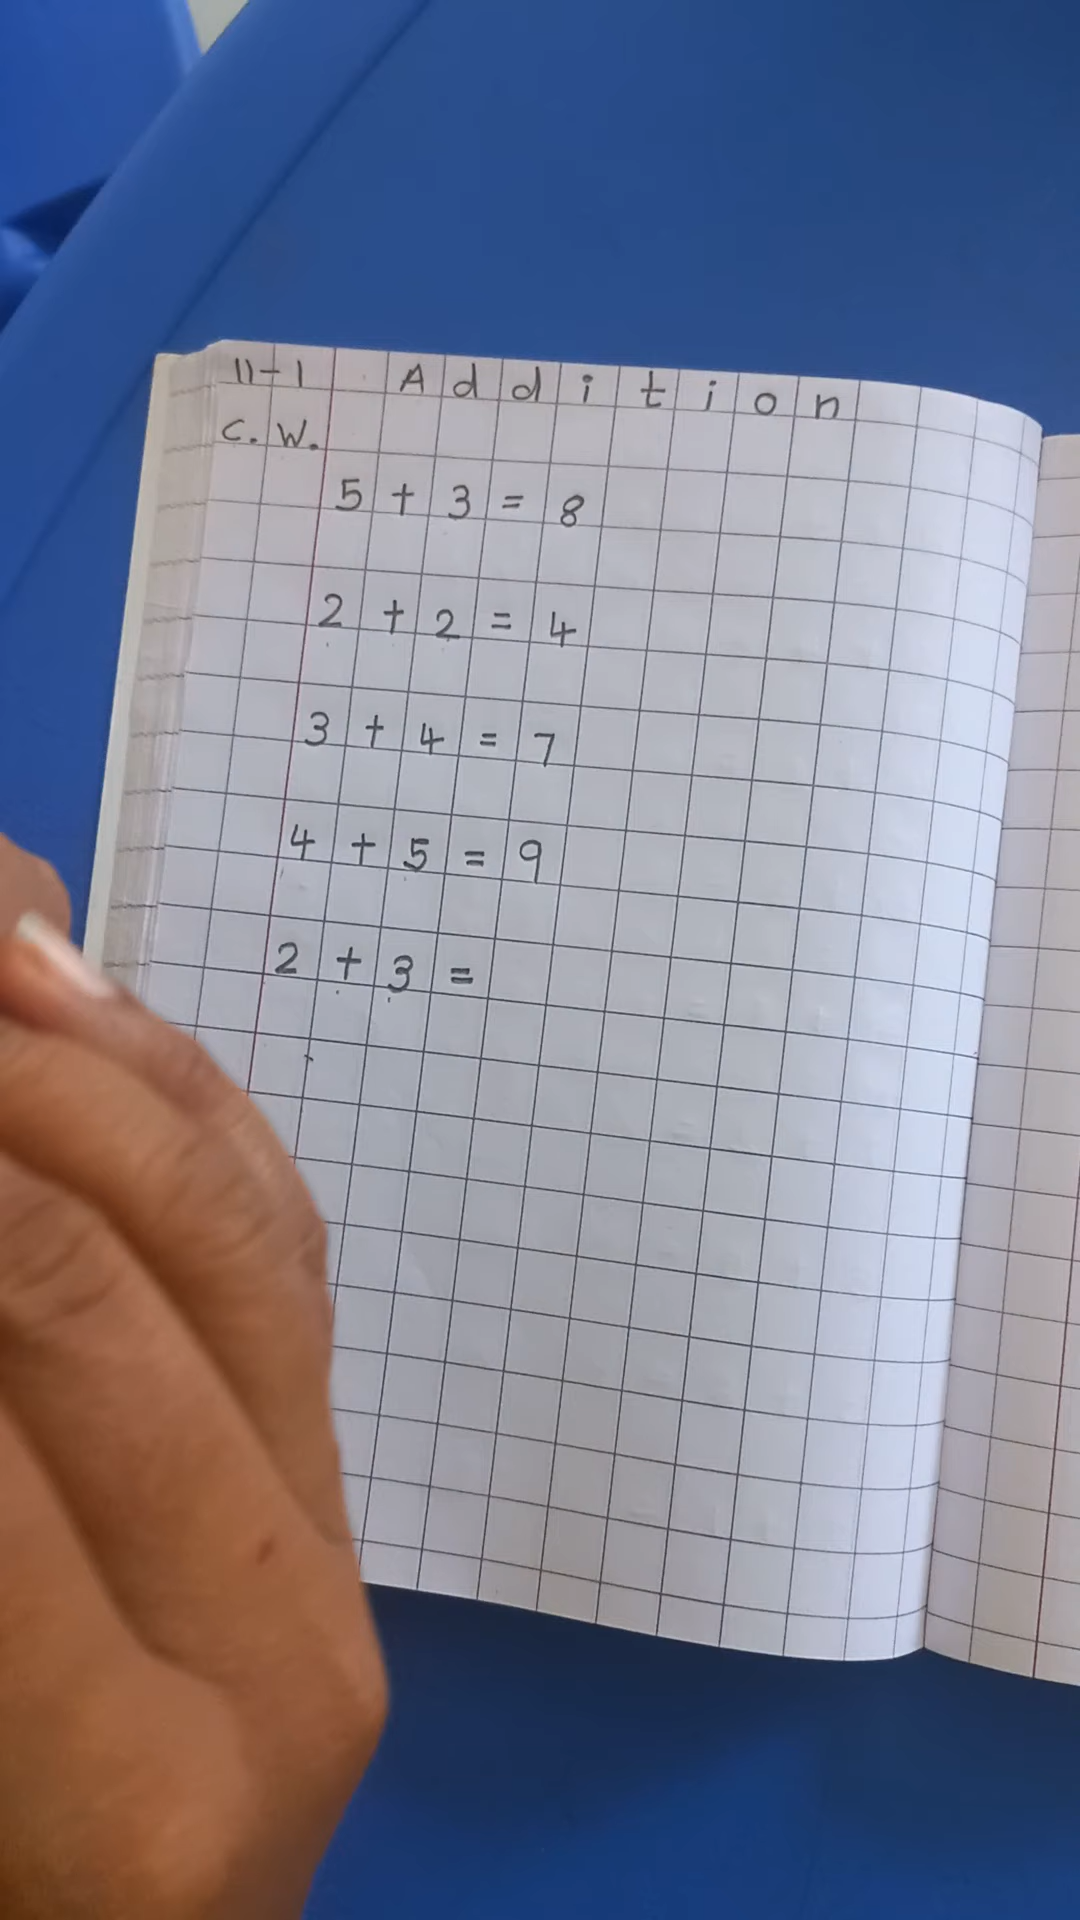 11-1 Addition
C.W.
5 + 3 = 8
2 + 2 = 4
3 + 4 = 7
4 + 5 = 9
2 + 3 =